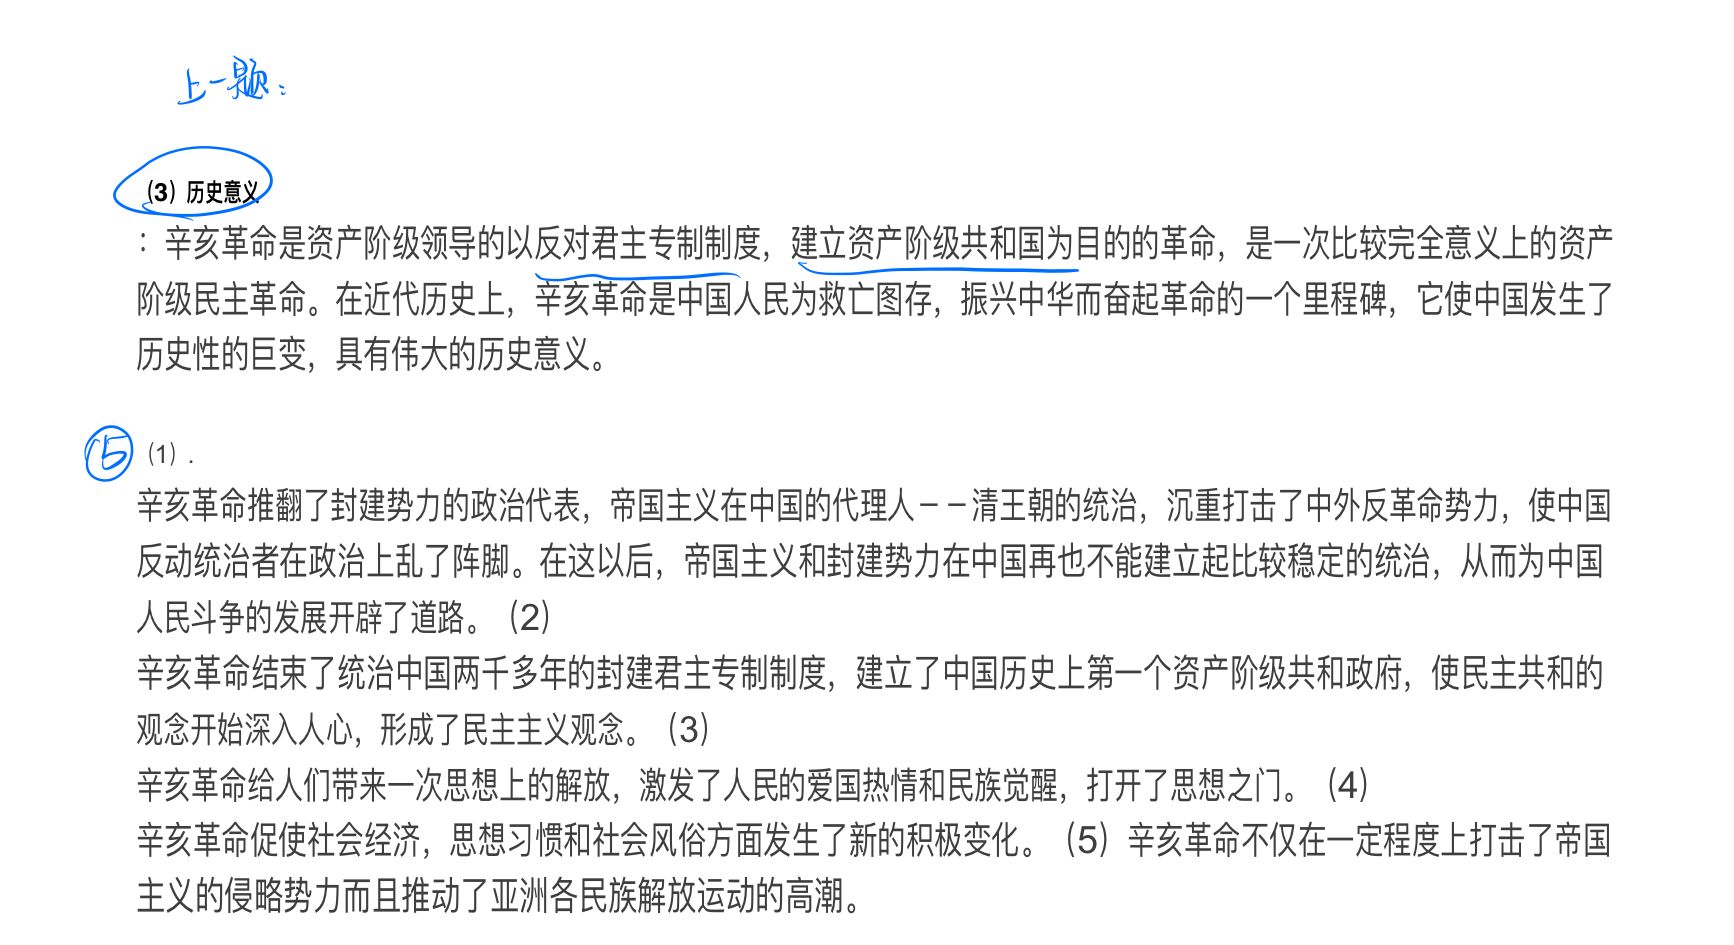 上一题:
（3）历史意义
：辛亥革命是资产阶级领导的以反对君主专制制度，建立资产阶级共和国为目的的革命，是一次比较完全意义上的资产
阶级民主革命。在近代历史上，辛亥革命是中国人民为救亡图存，振兴中华而奋起革命的一个里程碑，它使中国发生了
历史性的巨变，具有伟大的历史意义。
15 （1）.
辛亥革命推翻了封建势力的政治代表，帝国主义在中国的代理人－－清王朝的统治，沉重打击了中外反革命势力，使中国
反动统治者在政治上乱了阵脚。在这以后，帝国主义和封建势力在中国再也不能建立起比较稳定的统治，从而为中国
人民斗争的发展开辟了道路。（2）
辛亥革命结束了统治中国两千多年的封建君主专制制度，建立了中国历史上第一个资产阶级共和政府，使民主共和的
观念开始深入人心，形成了民主主义观念。（3）
辛亥革命给人们带来一次思想上的解放，激发了人民的爱国热情和民族觉醒，打开了思想之门。（4）
辛亥革命促使社会经济，思想习惯和社会风俗方面发生了新的积极变化。（5）辛亥革命不仅在一定程度上打击了帝国
主义的侵略势力而且推动了亚洲各民族解放运动的高潮。